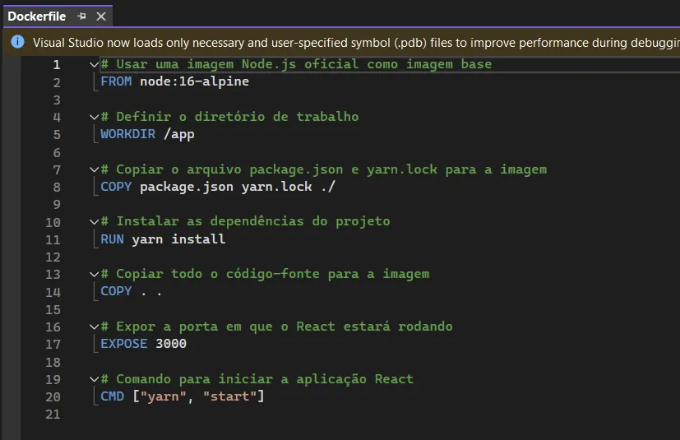 Dockerfile
Visual Studio now loads only necessary and user-specified symbol (.pdb) files to improve performance during debuggin
1 # Usar uma imagem Node.js oficial como imagem base
2 FROM node:16-alpine
3
4 # Definir o diretório de trabalho
5 WORKDIR /app
6
7 # Copiar o arquivo package.json e yarn.lock para a imagem
8 COPY package.json yarn.lock ./
9
10 # Instalar as dependências do projeto
11 RUN yarn install
12
13 # Copiar todo o código-fonte para a imagem
14 COPY . .
15
16 # Expor a porta em que o React estará rodando
17 EXPOSE 3000
18
19 # Comando para iniciar a aplicação React
20 CMD ["yarn", "start"]
21